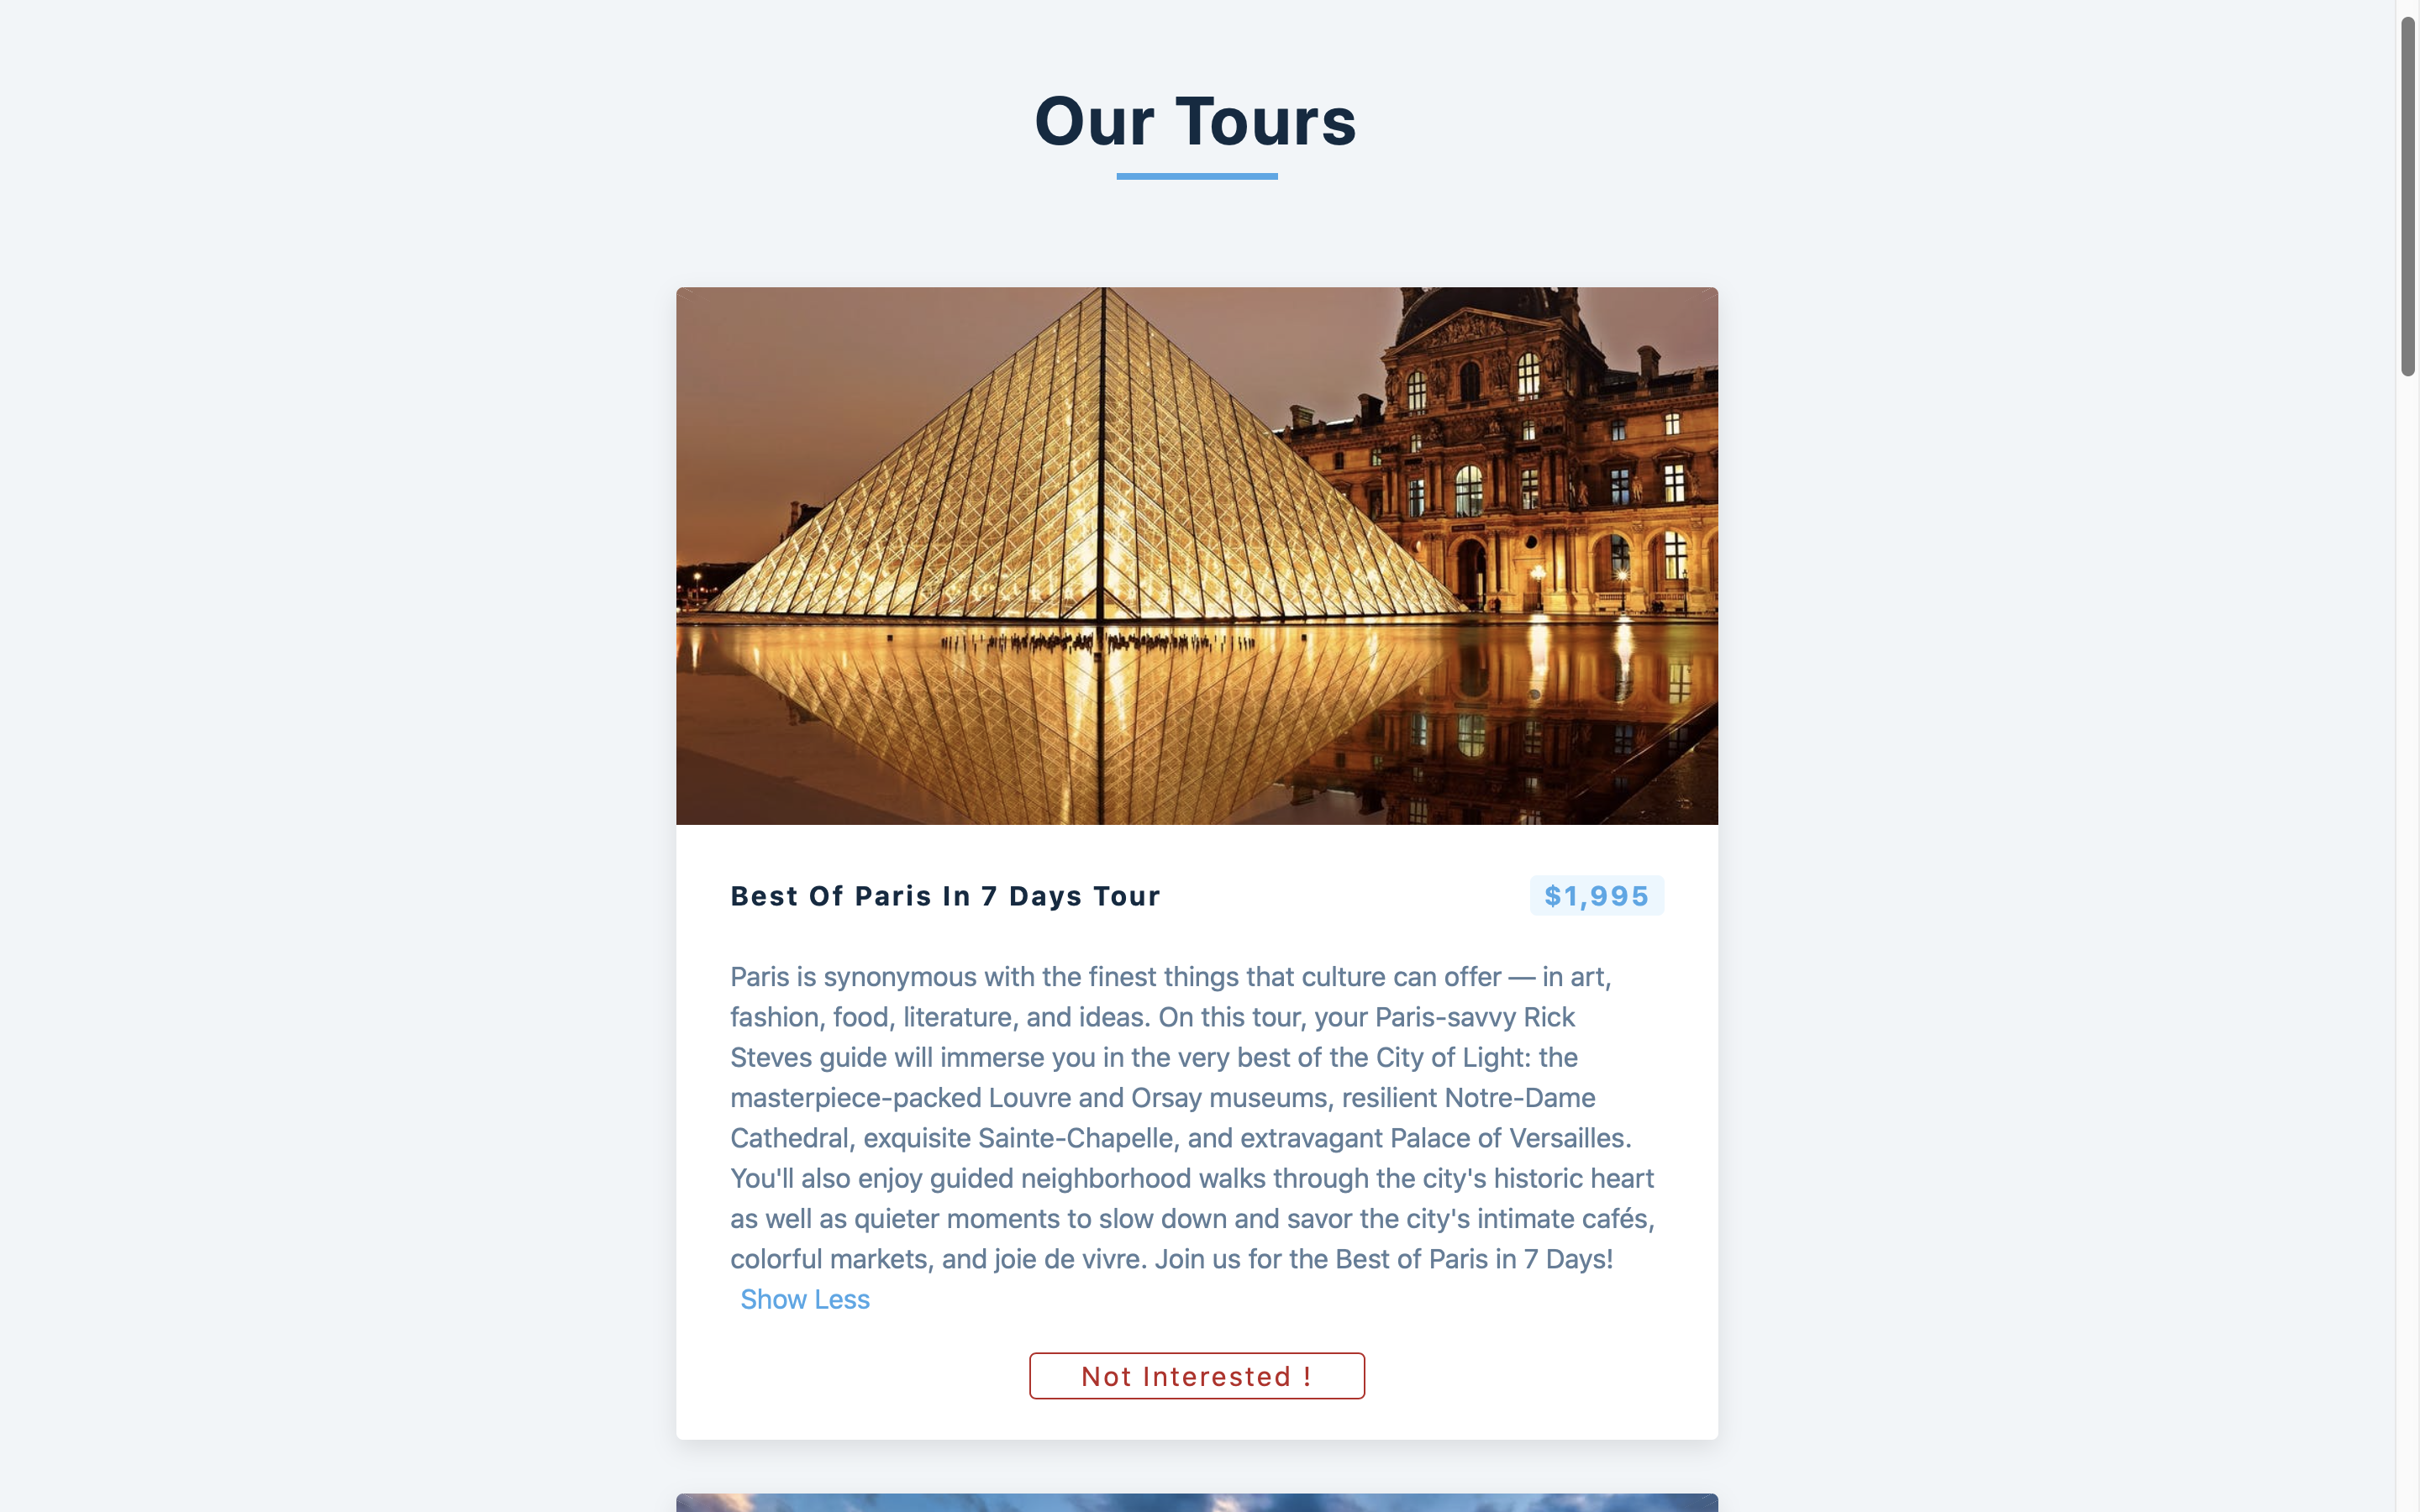 Our Tours
Best Of Paris In 7 Days Tour
$1,995
Paris is synonymous with the finest things that culture can offer — in art,
fashion, food, literature, and ideas. On this tour, your Paris-savvy Rick
Steves guide will immerse you in the very best of the City of Light: the
masterpiece-packed Louvre and Orsay museums, resilient Notre-Dame
Cathedral, exquisite Sainte-Chapelle, and extravagant Palace of Versailles.
You'll also enjoy guided neighborhood walks through the city's historic heart
as well as quieter moments to slow down and savor the city's intimate cafés,
colorful markets, and joie de vivre. Join us for the Best of Paris in 7 Days!
Show Less
Not Interested !